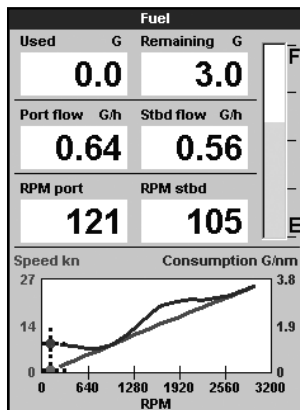 Fuel
Used G Remaining G
0.0 3.0
Port flow G/h Stbd flow G/h
0.64 0.56
RPM port RPM stbd
121 105
F
E
Speed kn Consumption G/nm
27 3.8
14 1.9
0 0
0 640 1280 1920 2560 3200
RPM